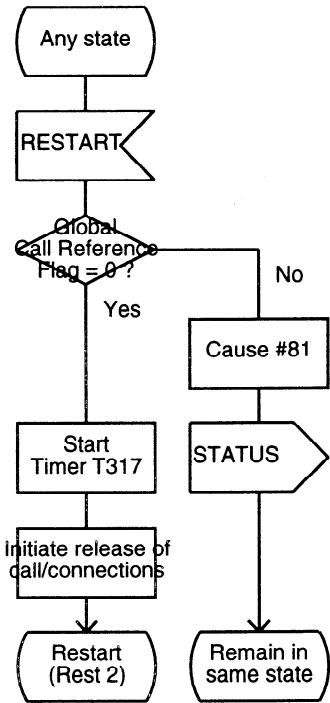 Any state
RESTART
Global
Call Reference
Flag = 0 ?
No
Yes
Cause #81
Start
Timer T317
STATUS
Initiate release of
call/connections
Restart
(Rest 2)
Remain in
same state